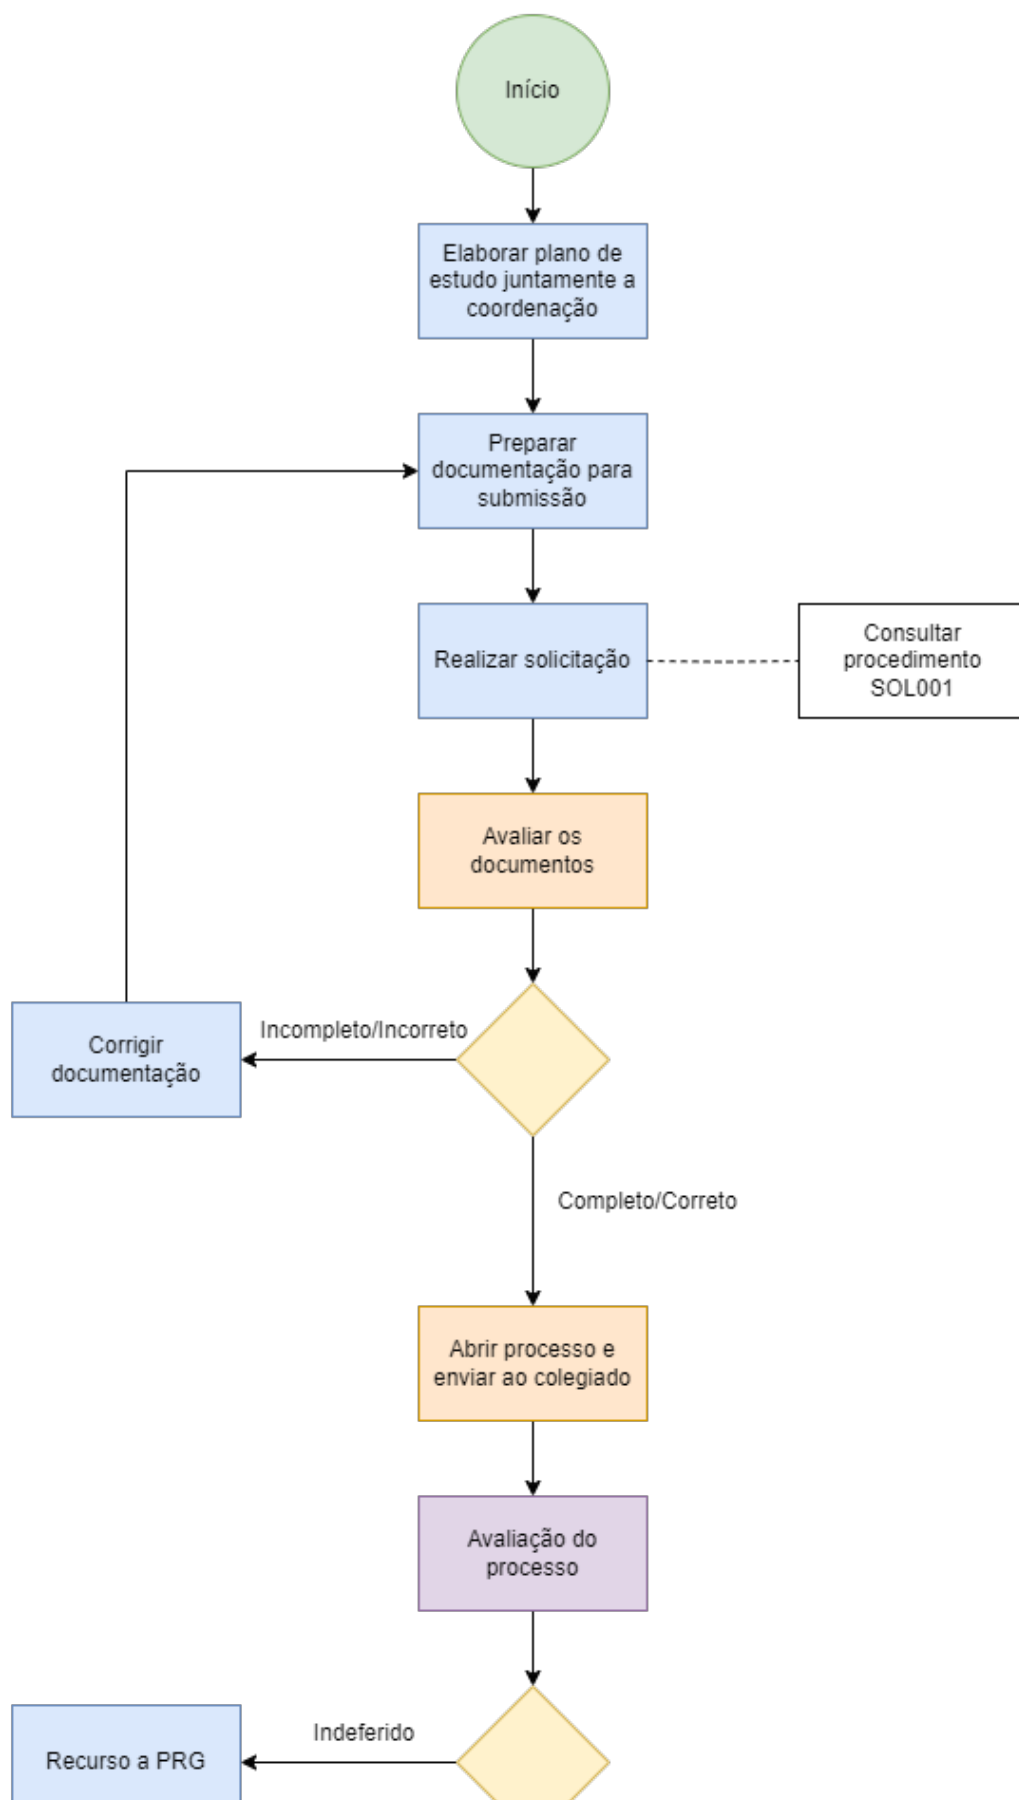 Início
Elaborar plano de
estudo juntamente a
coordenação
Preparar
documentação para
submissão
Realizar solicitação
Consultar
procedimento
SOL001
Avaliar os
documentos
Incompleto/Incorreto
Corrigir
documentação
Completo/Correto
Abrir processo e
enviar ao colegiado
Avaliação do
processo
Indeferido
Recurso a PRG